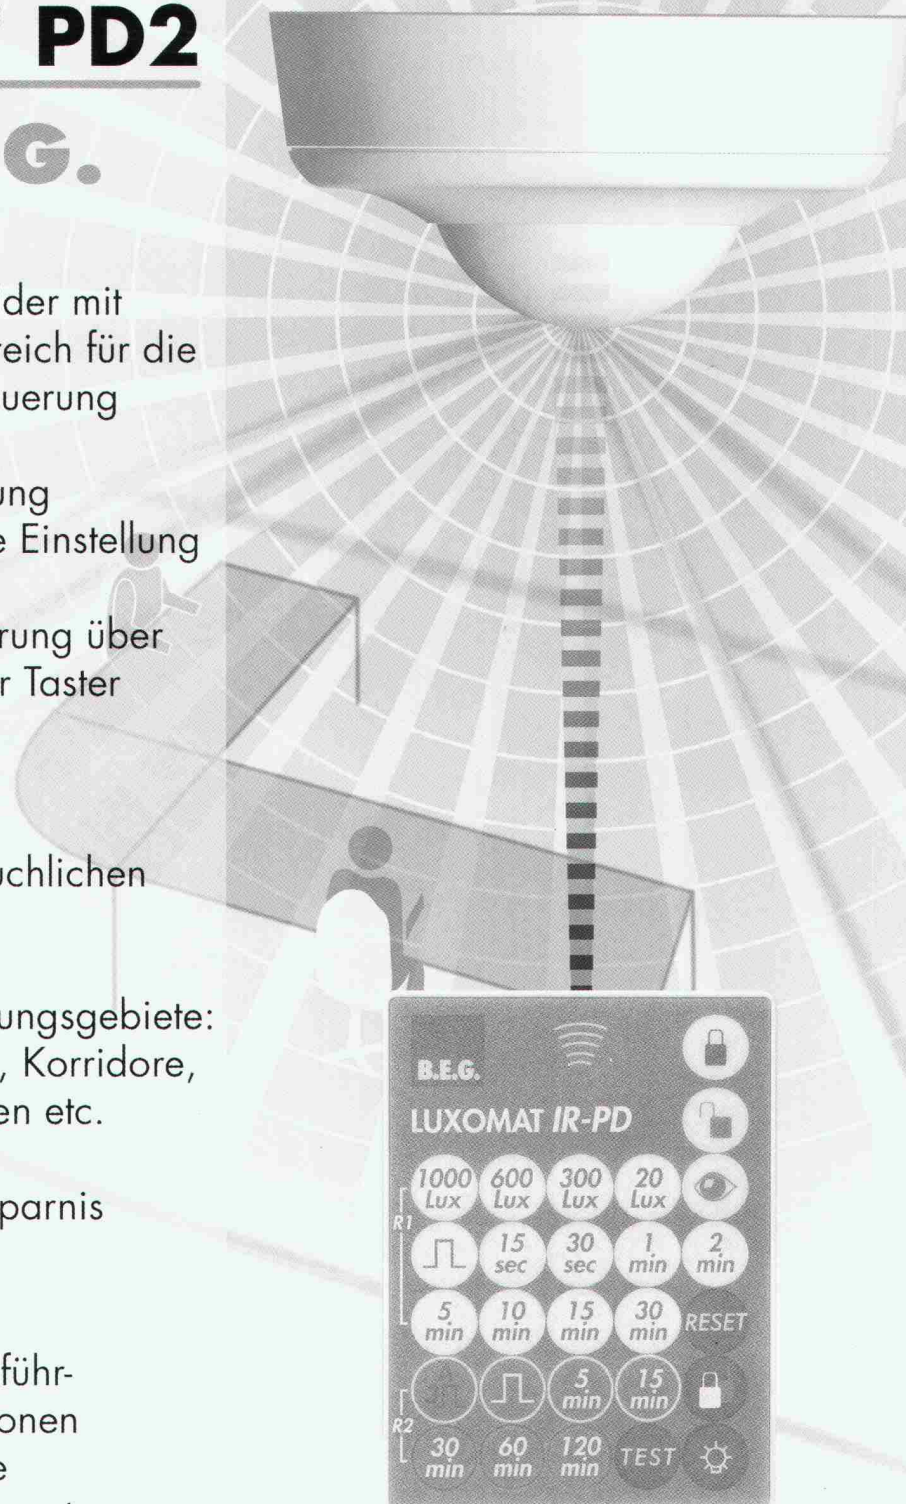 PD2
G.
der mit
reich für die
uerung
ung
e Einstellung
rung über
r Taster
uchlichen
ungsgebiete:
, Korridore,
en etc.
parnis
führ-
onen
e
B.E.G.
LUXOMAT IR-PD
1000 Lux 600 Lux 300 Lux 20 Lux
R1
15 sec 30 sec 1 min 2 min
5 min 10 min 15 min 30 min RESET
5 min 15 min
R2
30 min 60 min 120 min TEST